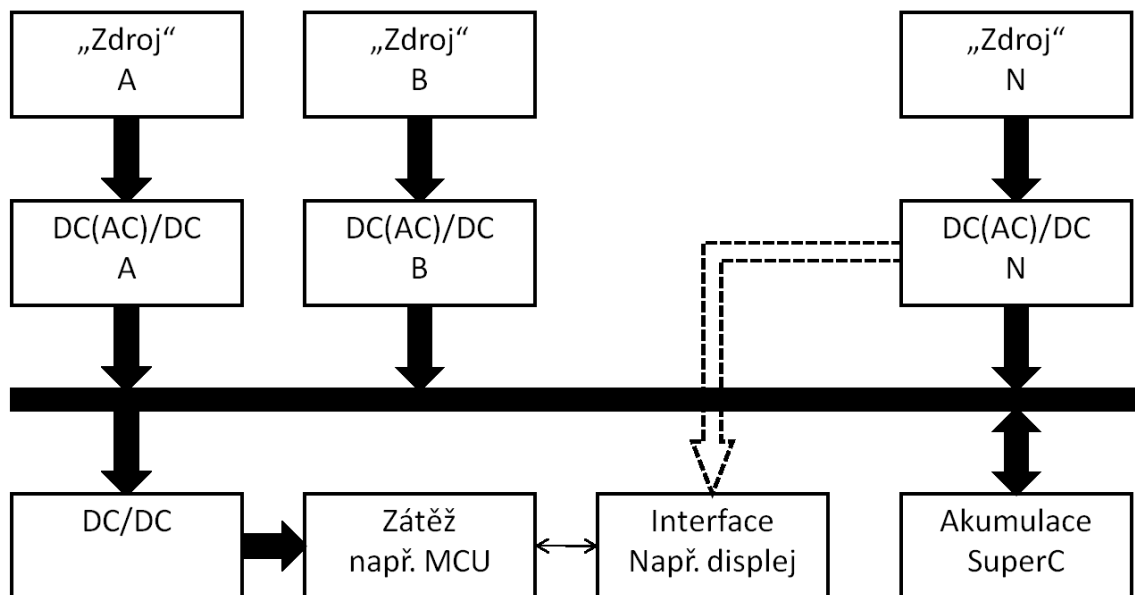 „Zdroj“
A
„Zdroj“
B
„Zdroj“
N
DC(AC)/DC
A
DC(AC)/DC
B
DC(AC)/DC
N
DC/DC
Zátěž
např. MCU
Interface
Např. displej
Akumulace
SuperC